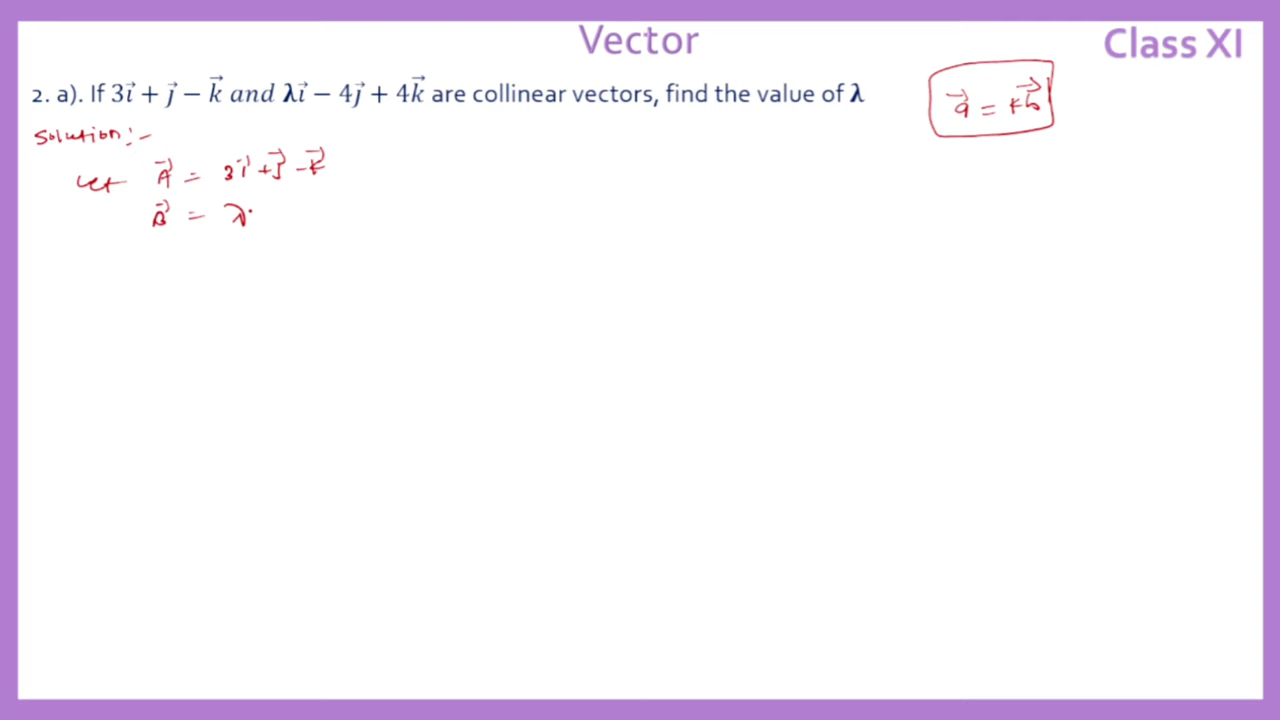 Vector
Class XI
2. a). If 3i⃗ + j⃗ − k⃗ and λi⃗ − 4j⃗ + 4k⃗ are collinear vectors, find the value of λ
a⃗ = kb⃗
Solution:-
Let A⃗ = 3i⃗ + j⃗ − k⃗
B⃗ = λ